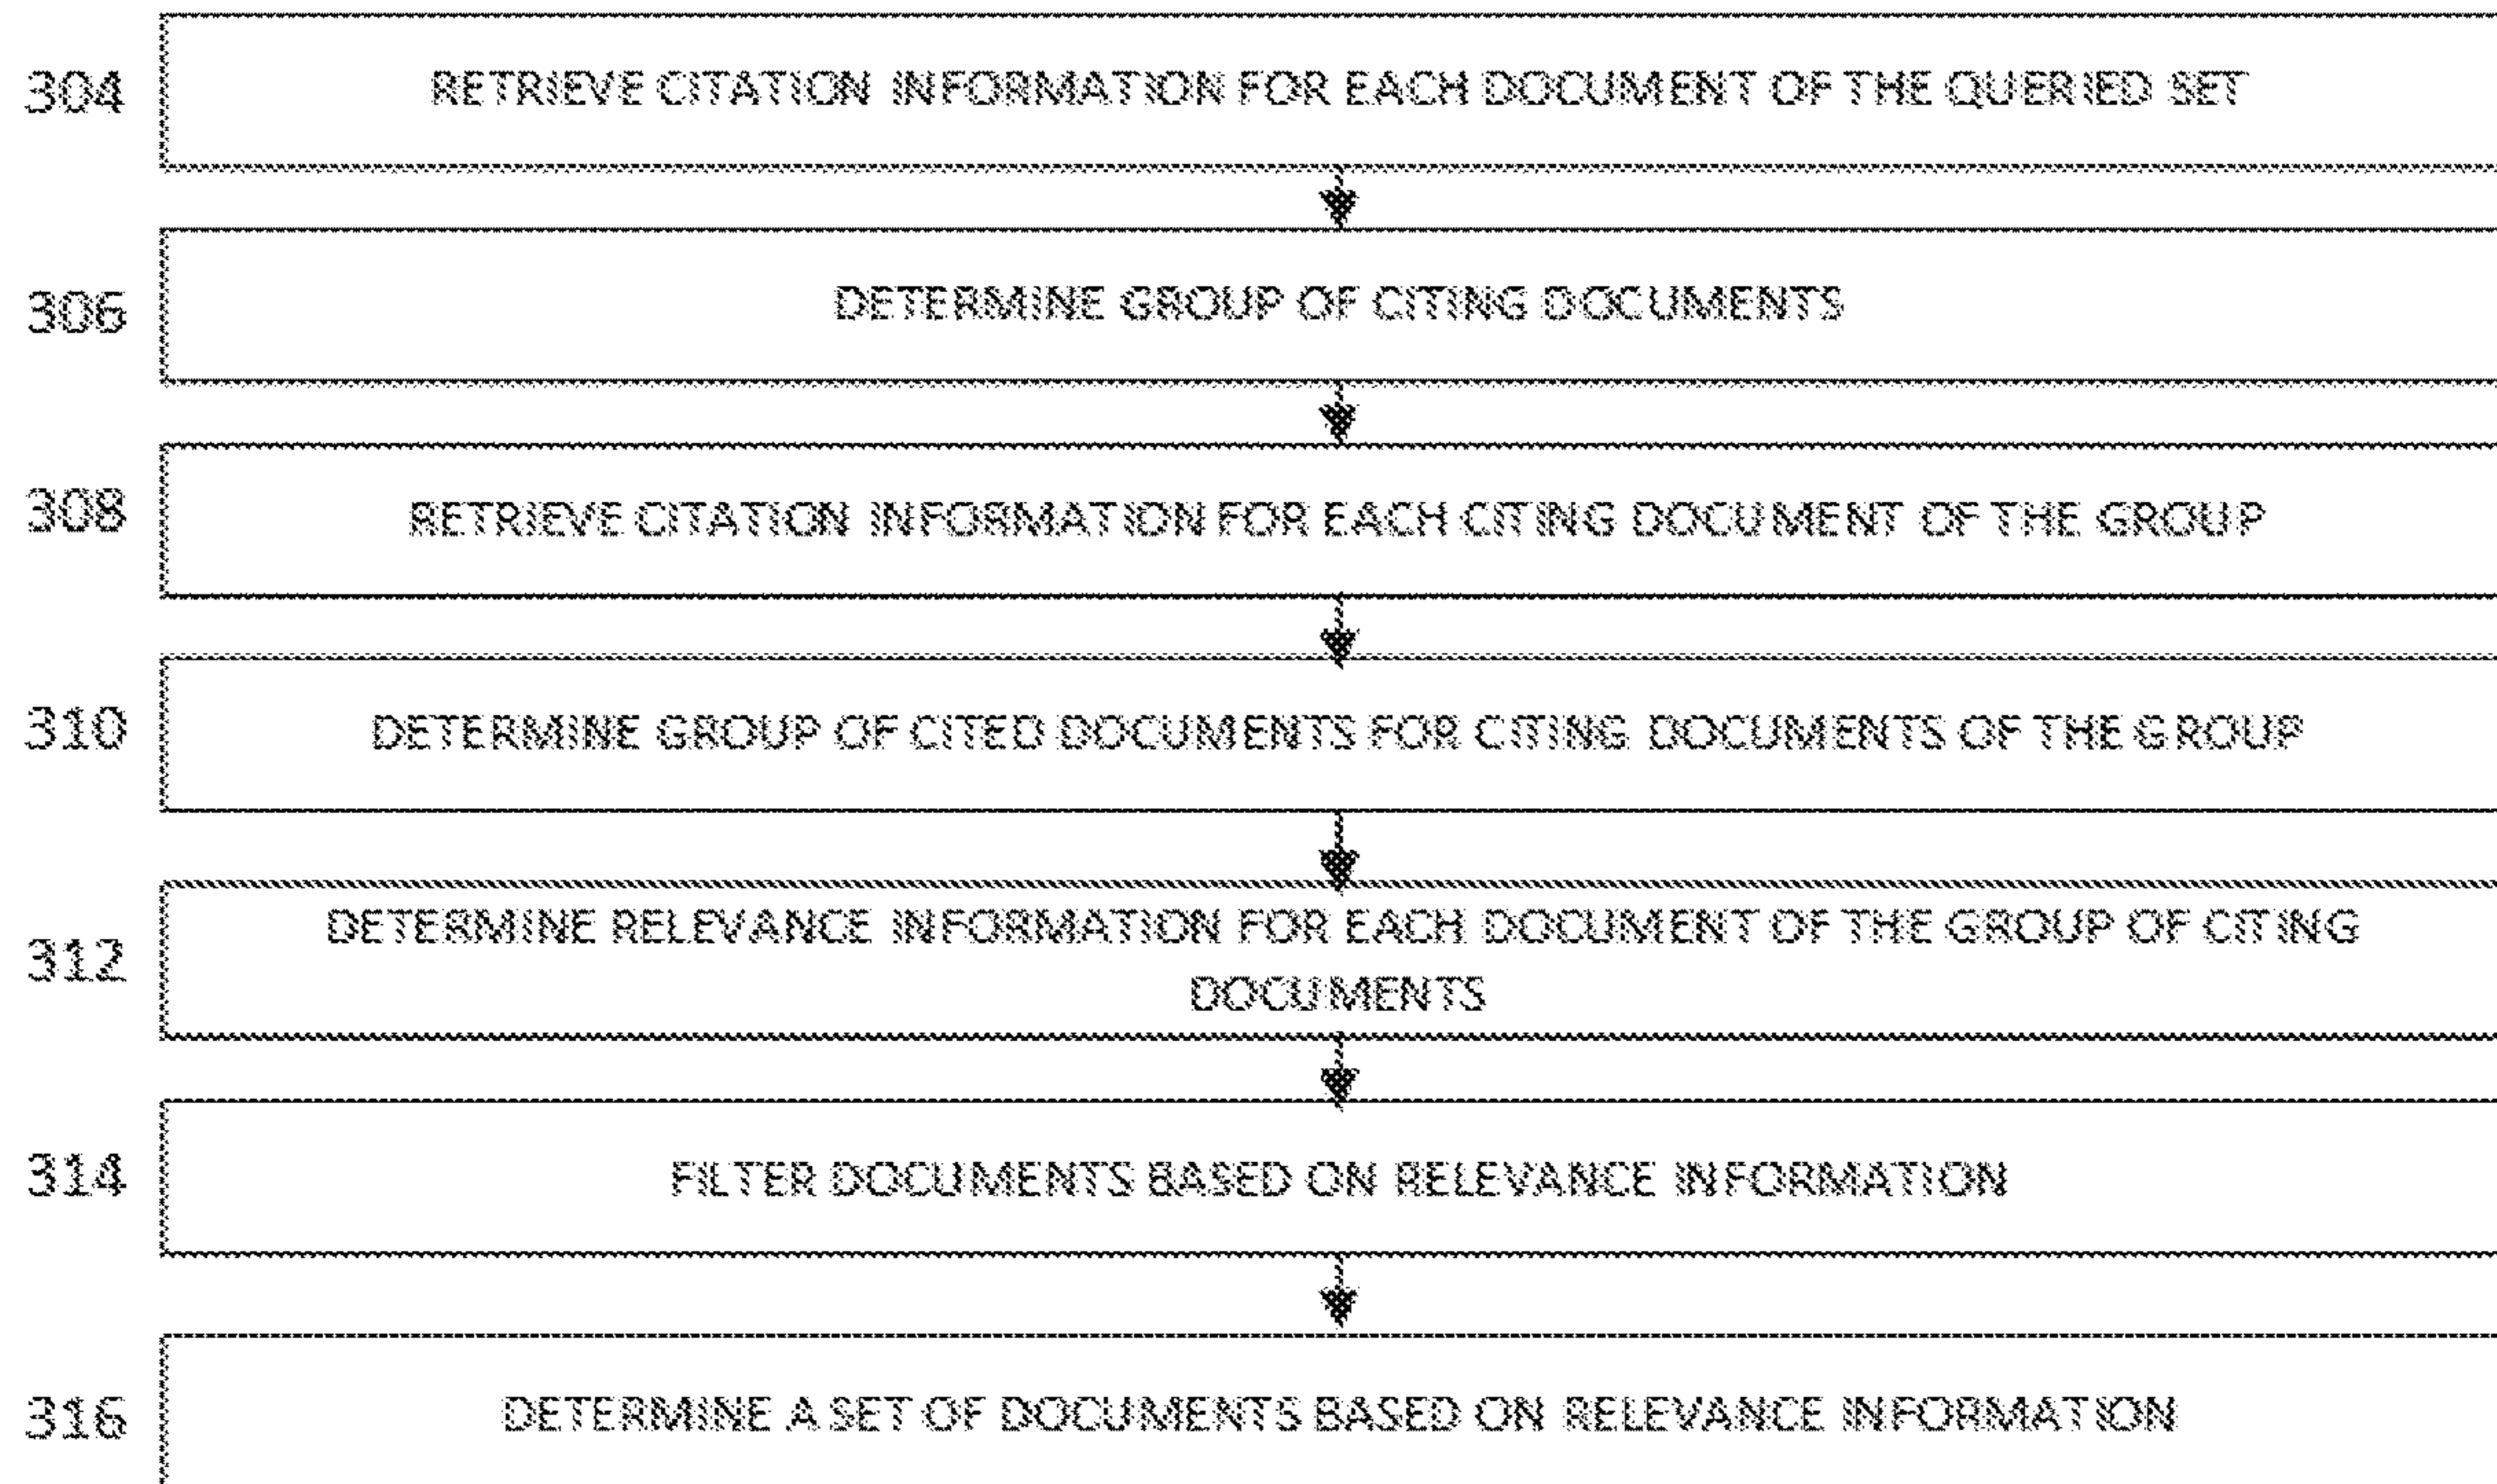 304 RETRIEVE CITATION INFORMATION FOR EACH DOCUMENT OF THE QUERIED SET
306 DETERMINE GROUP OF CITING DOCUMENTS
308 RETRIEVE CITATION INFORMATION FOR EACH CITING DOCUMENT OF THE GROUP
310 DETERMINE GROUP OF CITED DOCUMENTS FOR CITING DOCUMENTS OF THE GROUP
312 DETERMINE RELEVANCE INFORMATION FOR EACH DOCUMENT OF THE GROUP OF CITING
DOCUMENTS
314 FILTER DOCUMENTS BASED ON RELEVANCE INFORMATION
316 DETERMINE A SET OF DOCUMENTS BASED ON RELEVANCE INFORMATION